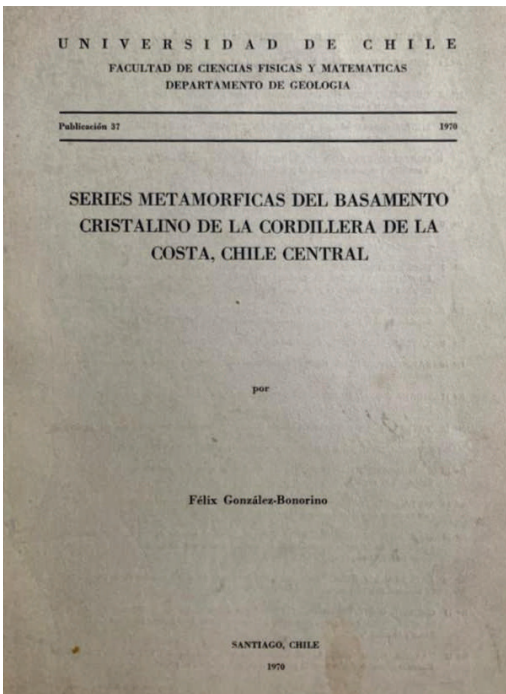 UNIVERSIDAD DE CHILE
FACULTAD DE CIENCIAS FISICAS Y MATEMATICAS
DEPARTAMENTO DE GEOLOGIA
Publicación 37 1970
SERIES METAMORFICAS DEL BASAMENTO
CRISTALINO DE LA CORDILLERA DE LA
COSTA, CHILE CENTRAL
por
Félix González-Bonorino
SANTIAGO, CHILE
1970